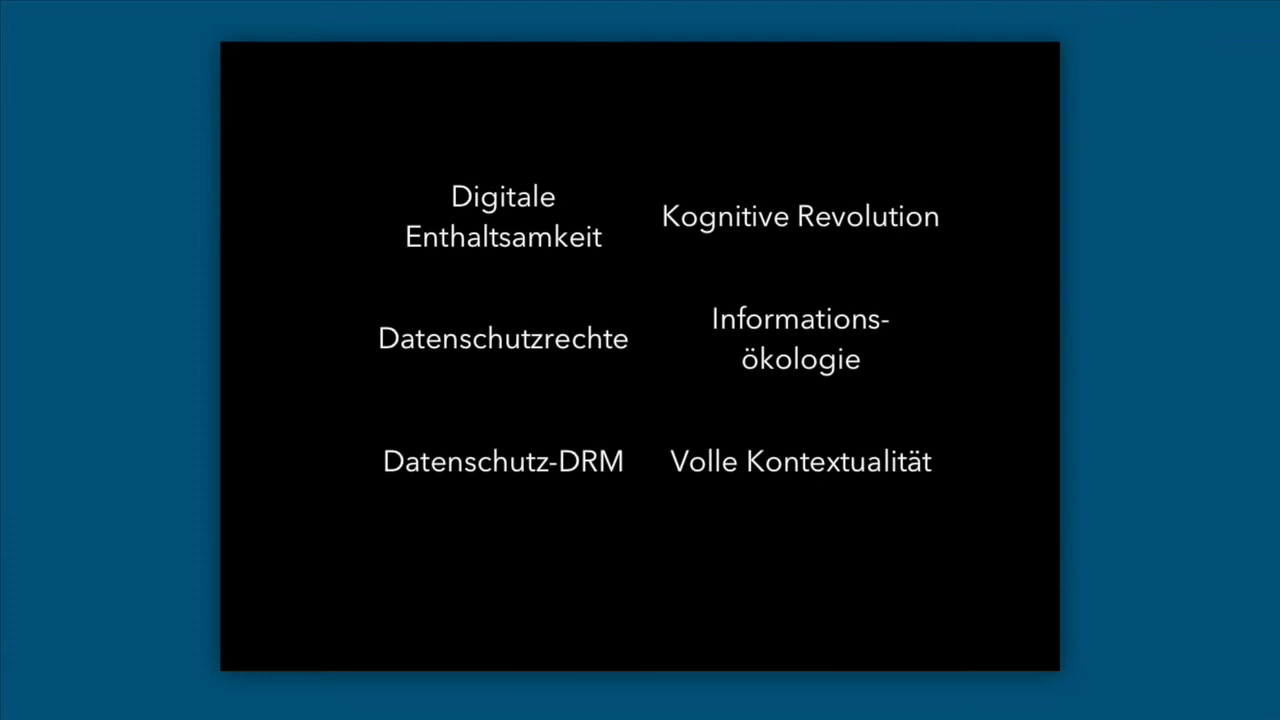 Digitale
Enthaltsamkeit
Kognitive Revolution
Datenschutzrechte
Informations-
ökologie
Datenschutz-DRM
Volle Kontextualität